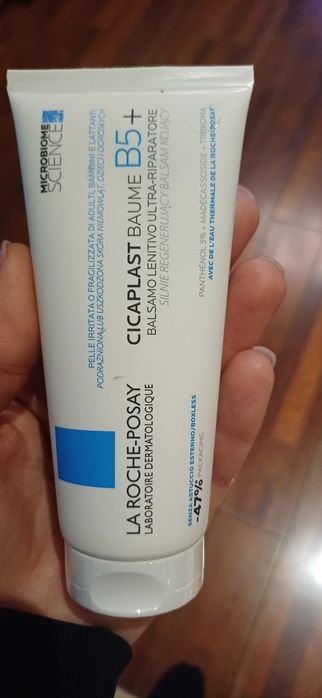 MICROBIOME
SCIENCE
PELLE IRRITATA O FRAGILIZZATA DI ADULTI, BAMBINI E LATTANTI
PODRAŻNIONA LUB USZKODZONA SKÓRA NIEMOWLĄT, DZIECI I DOROSŁYCH
LA ROCHE-POSAY
LABORATOIRE DERMATOLOGIQUE
CICAPLAST BAUME B5+
BALSAMO LENITIVO ULTRA-RIPARATORE
SILNIE REGENERUJĄCY BALSAM KOJĄCY
PANTHÉNOL 5% + MADÉCASSOSIDE + TRIBIOMA
AVEC DE L'EAU THERMALE DE LA ROCHE-POSAY
SENZA ASTUCCIO ESTERNO/BOXLESS
-47% PACKAGING